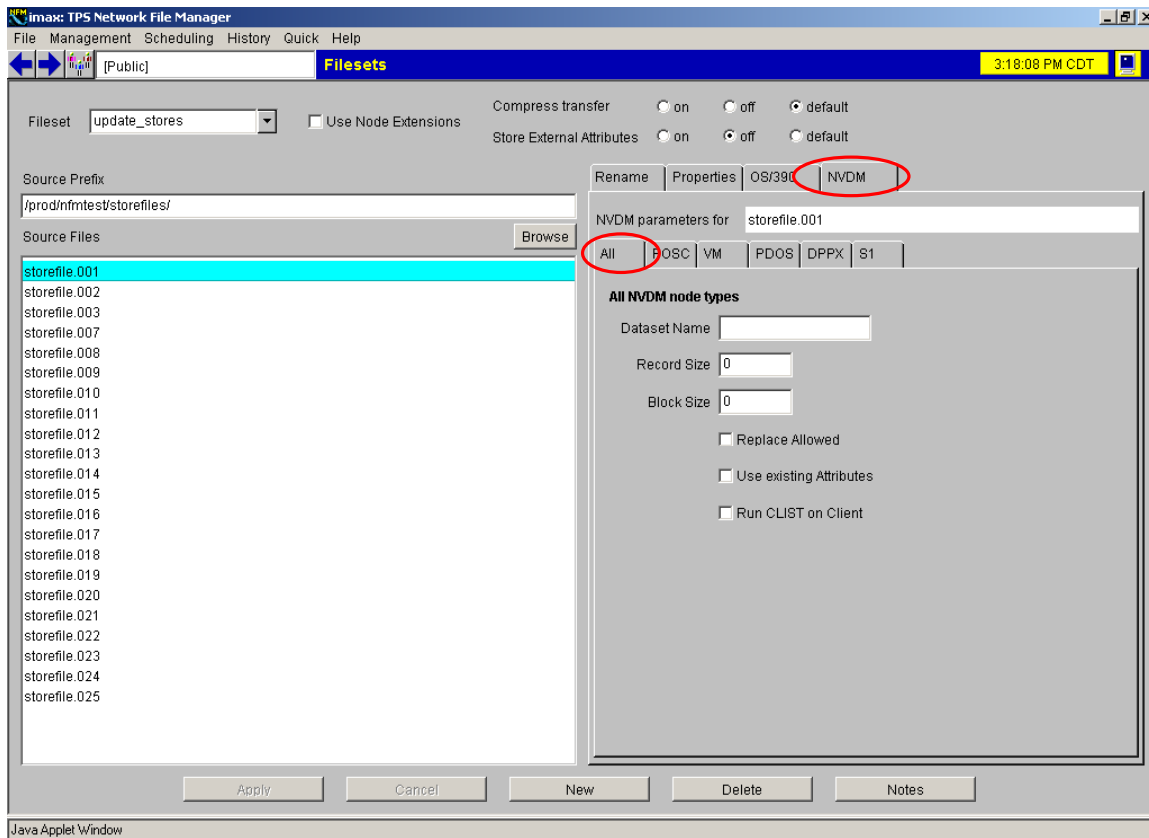 imax: TPS Network File Manager
File Management Scheduling History Quick Help
[Public] Filesets 3:18:08 PM CDT
Compress transfer on off default
Fileset update_stores Use Node Extensions
Store External Attributes on off default
Source Prefix
/prod/nfmtest/storefiles/
Source Files Browse
storefile.001
storefile.002
storefile.003
storefile.007
storefile.008
storefile.009
storefile.010
storefile.011
storefile.012
storefile.013
storefile.014
storefile.015
storefile.016
storefile.017
storefile.018
storefile.019
storefile.020
storefile.021
storefile.022
storefile.023
storefile.024
storefile.025
Rename Properties OS/390 NVDM
NVDM parameters for storefile.001
All POSC VM PDOS DPPX S1
All NVDM node types
Dataset Name
Record Size 0
Block Size 0
Replace Allowed
Use existing Attributes
Run CLIST on Client
Apply Cancel New Delete Notes
Java Applet Window